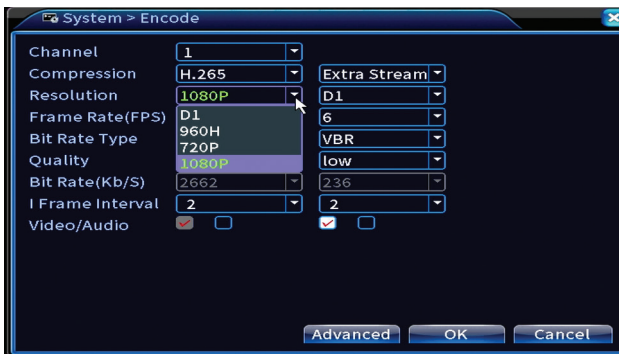 System > Encode
Channel 1
Compression H.265 Extra Stream
Resolution 1080P D1
Frame Rate(FPS) D1 6
Bit Rate Type 960H VBR
720P
Quality 1080P low
Bit Rate(Kb/S) 2662 236
I Frame Interval 2 2
Video/Audio
Advanced OK Cancel